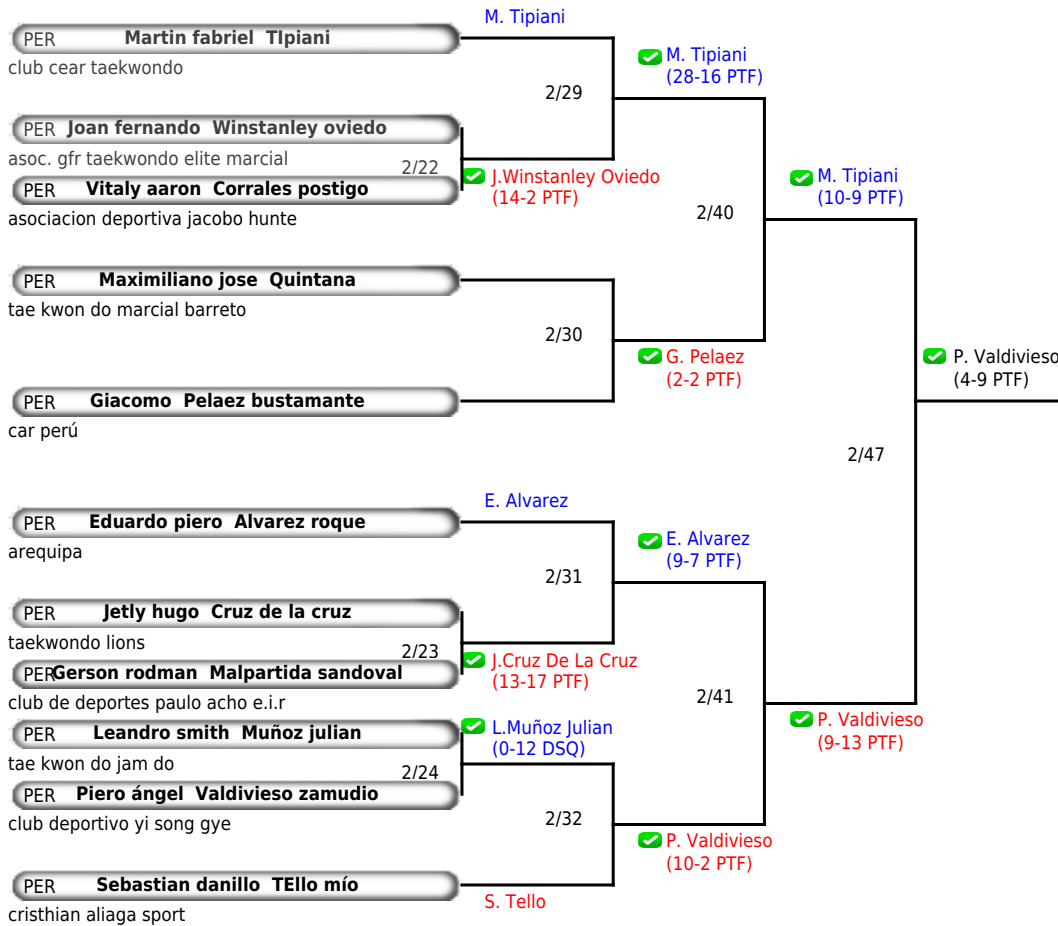 M. Tipiani
PER Martin fabriel TIpiani
club cear taekwondo
M. Tipiani
(28-16 PTF)
2/29
PER Joan fernando Winstanley oviedo
asoc. gfr taekwondo elite marcial
2/22
J.Winstanley Oviedo
(14-2 PTF)
PER Vitaly aaron Corrales postigo
asociacion deportiva jacobo hunte
M. Tipiani
(10-9 PTF)
2/40
PER Maximiliano jose Quintana
tae kwon do marcial barreto
2/30
G. Pelaez
(2-2 PTF)
PER Giacomo Pelaez bustamante
car perú
P. Valdivieso
(4-9 PTF)
2/47
E. Alvarez
PER Eduardo piero Alvarez roque
arequipa
E. Alvarez
(9-7 PTF)
2/31
PER Jetly hugo Cruz de la cruz
taekwondo lions
2/23
J.Cruz De La Cruz
(13-17 PTF)
PER Gerson rodman Malpartida sandoval
club de deportes paulo acho e.i.r
2/41
P. Valdivieso
(9-13 PTF)
L.Muñoz Julian
(0-12 DSQ)
PER Leandro smith Muñoz julian
tae kwon do jam do
2/24
PER Piero ángel Valdivieso zamudio
club deportivo yi song gye
2/32
P. Valdivieso
(10-2 PTF)
PER Sebastian danillo TEllo mío
cristhian aliaga sport
S. Tello